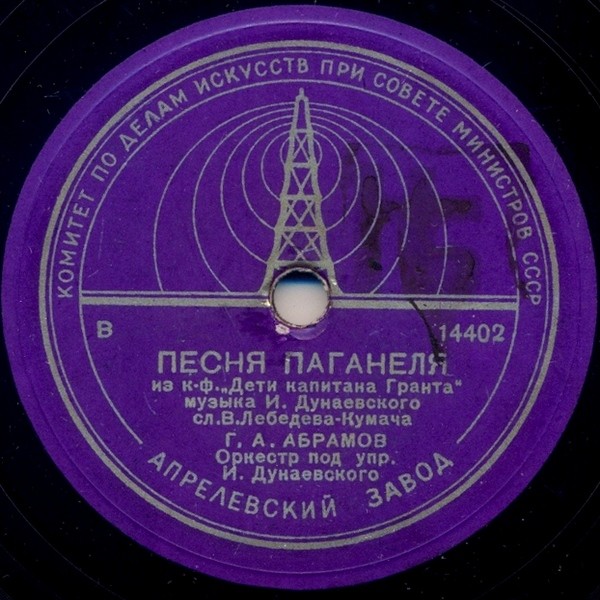 КОМИТЕТ ПО ДЕЛАМ ИСКУССТВ ПРИ СОВЕТЕ МИНИСТРОВ СССР
В 14402
ПЕСНЯ ПАГАНЕЛЯ
из к-ф.„Дети капитана Гранта“
музыка И. Дунаевского
сл.В.Лебедева-Кумача
Г. А. АБРАМОВ
Оркестр под упр.
И. Дунаевского
АПРЕЛЕВСКИЙ ЗАВОД